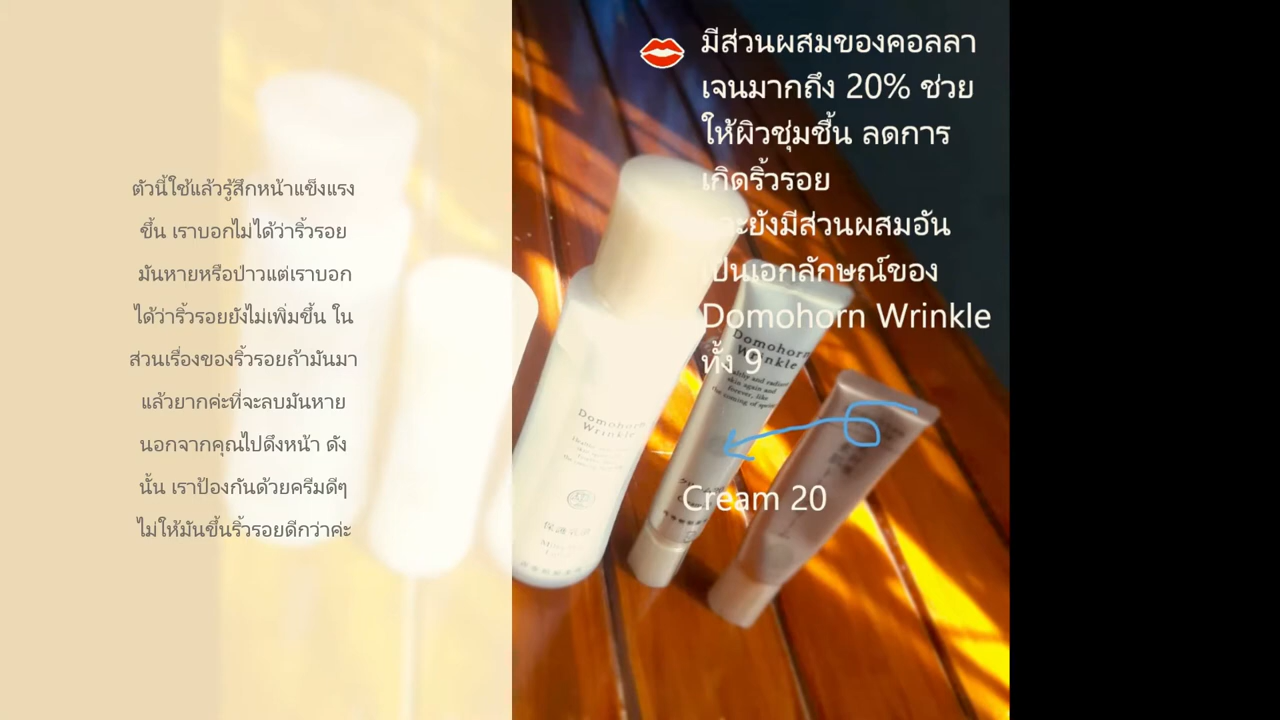 ตัวนี้ใช้แล้วรู้สึกหน้าแข็งแรง
ขึ้น เราบอกไม่ได้ว่าริ้วรอย
มันหายหรือป่าวแต่เราบอก
ได้ว่าริ้วรอยยังไม่เพิ่มขึ้น ใน
ส่วนเรื่องของริ้วรอยถ้ามันมา
แล้วยากค่ะที่จะลบมันหาย
นอกจากคุณไปดึงหน้า ดัง
นั้น เราป้องกันด้วยครีมดีๆ
ไม่ให้มันขึ้นริ้วรอยดีกว่าค่ะ
มีส่วนผสมของคอลลา
เจนมากถึง 20% ช่วย
ให้ผิวชุ่มชื้น ลดการ
เกิดริ้วรอย
และยังมีส่วนผสมอัน
เป็นเอกลักษณ์ของ
Domohorn Wrinkle
ทั้ง 9
Cream 20
Domohorn
Wrinkle
Domohorn
Wrinkle
skin again and
forever, like
the coming of spring